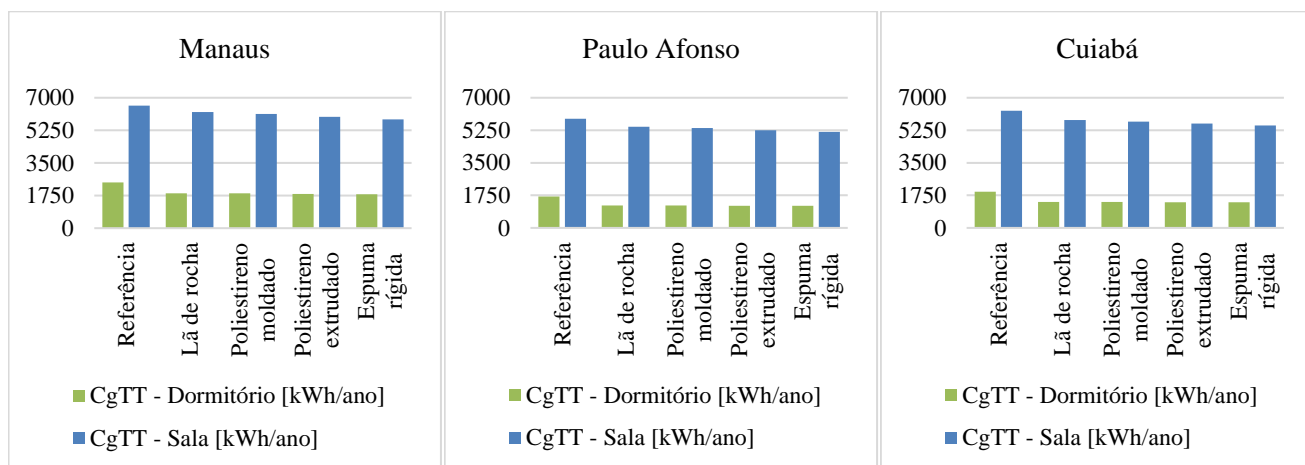 Manaus
7000
5250
3500
1750
0
Referência
Lã de rocha
Poliestireno
moldado
Poliestireno
extrudado
Espuma
rígida
CgTT - Dormitório [kWh/ano]
CgTT - Sala [kWh/ano]
Paulo Afonso
7000
5250
3500
1750
0
Referência
Lã de rocha
Poliestireno
moldado
Poliestireno
extrudado
Espuma
rígida
CgTT - Dormitório [kWh/ano]
CgTT - Sala [kWh/ano]
Cuiabá
7000
5250
3500
1750
0
Referência
Lã de rocha
Poliestireno
moldado
Poliestireno
extrudado
Espuma
rígida
CgTT - Dormitório [kWh/ano]
CgTT - Sala [kWh/ano]